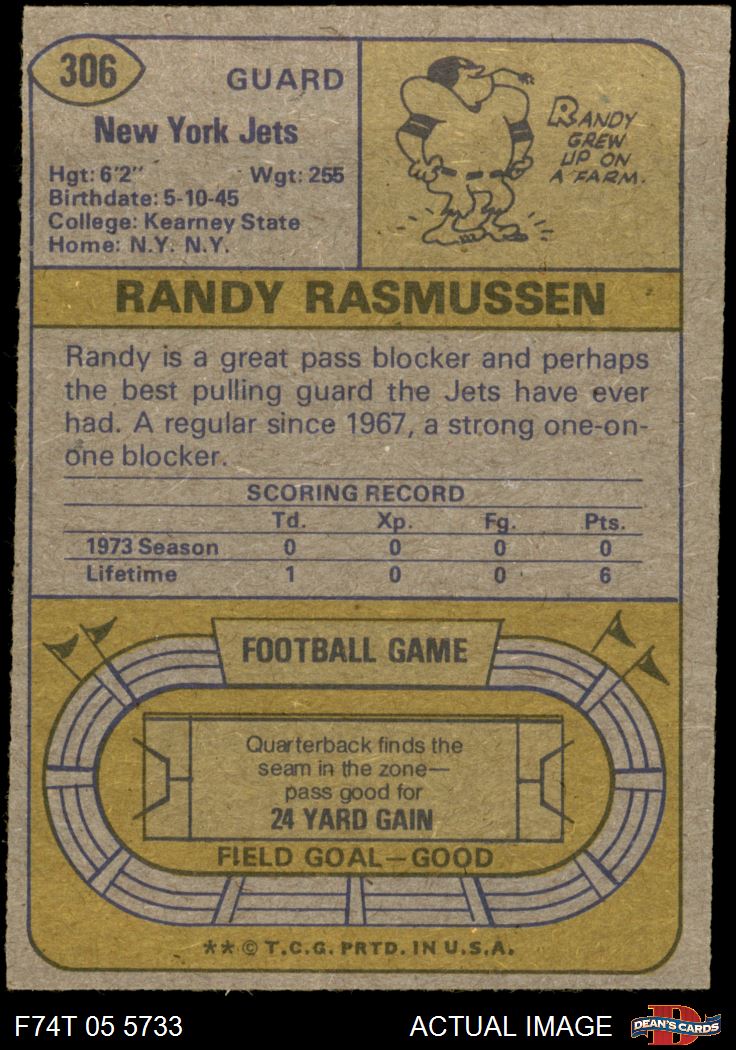 306
GUARD
New York Jets
Hgt: 6'2" Wgt: 255
Birthdate: 5-10-45
College: Kearney State
Home: N.Y. N.Y.
RANDY
GREW
UP ON
A FARM.
RANDY RASMUSSEN
Randy is a great pass blocker and perhaps
the best pulling guard the Jets have ever
had. A regular since 1967, a strong one-on-
one blocker.
SCORING RECORD
Td. Xp. Fg. Pts.
1973 Season 0 0 0 0
Lifetime 1 0 0 6
FOOTBALL GAME
Quarterback finds the
seam in the zone—
pass good for
24 YARD GAIN
FIELD GOAL—GOOD
** © T.C.G. PRTD. IN U.S.A.
F74T 05 5733 ACTUAL IMAGE D DEAN'S CARDS